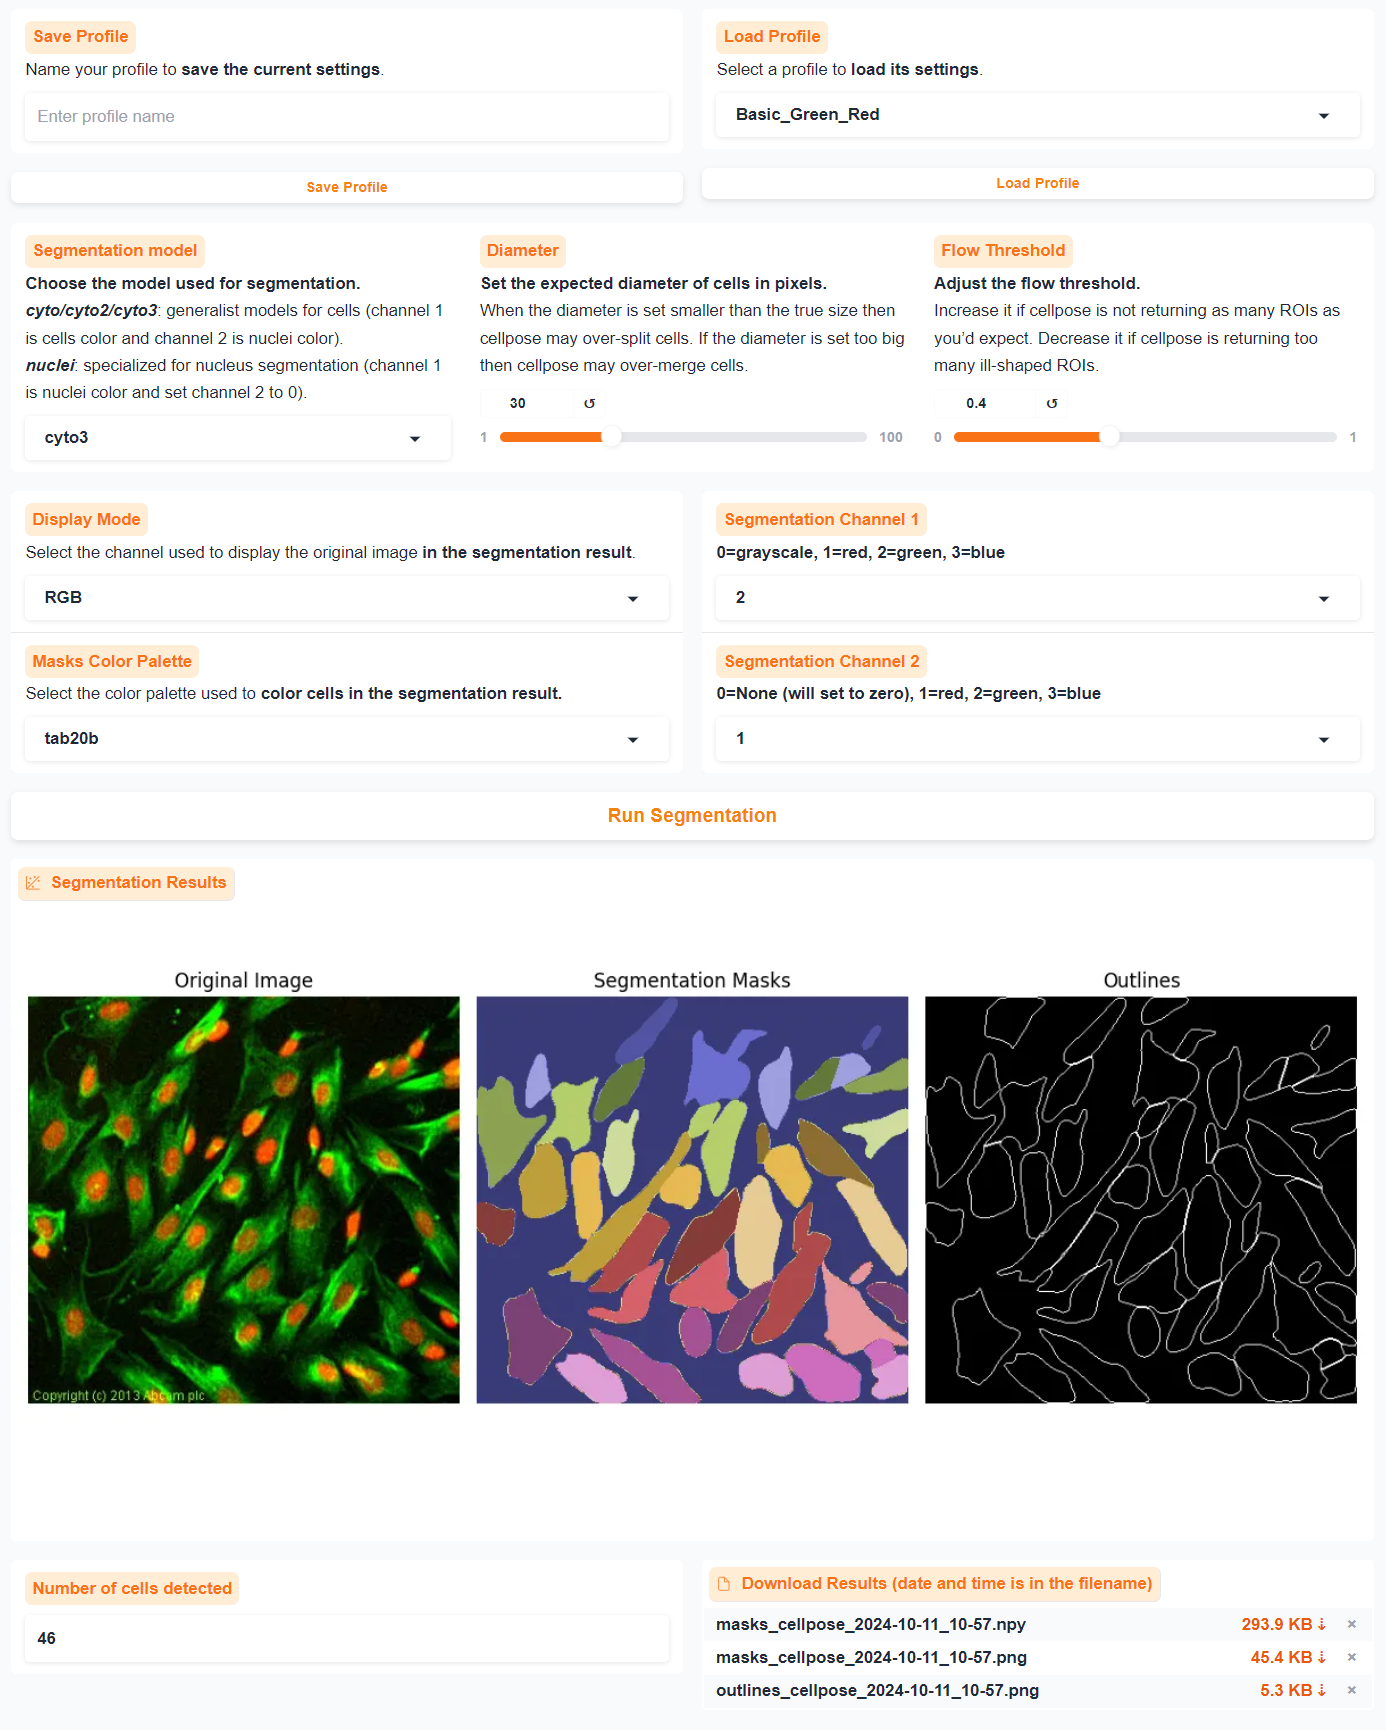 Save Profile
Name your profile to save the current settings.
Enter profile name
Save Profile
Load Profile
Select a profile to load its settings.
Basic_Green_Red
Load Profile
Segmentation model
Choose the model used for segmentation.
cyto/cyto2/cyto3: generalist models for cells (channel 1
is cells color and channel 2 is nuclei color).
nuclei: specialized for nucleus segmentation (channel 1
is nuclei color and set channel 2 to 0).
cyto3
Diameter
Set the expected diameter of cells in pixels.
When the diameter is set smaller than the true size then
cellpose may over-split cells. If the diameter is set too big
then cellpose may over-merge cells.
30 ↺
1 100
Flow Threshold
Adjust the flow threshold.
Increase it if cellpose is not returning as many ROIs as
you’d expect. Decrease it if cellpose is returning too
many ill-shaped ROIs.
0.4 ↺
0 1
Display Mode
Select the channel used to display the original image in the segmentation result.
RGB
Masks Color Palette
Select the color palette used to color cells in the segmentation result.
tab20b
Segmentation Channel 1
0=grayscale, 1=red, 2=green, 3=blue
2
Segmentation Channel 2
0=None (will set to zero), 1=red, 2=green, 3=blue
1
Run Segmentation
Segmentation Results
Original Image
Segmentation Masks
Outlines
Copyright (c) 2013 Abcam plc
Number of cells detected
46
Download Results (date and time is in the filename)
masks_cellpose_2024-10-11_10-57.npy 293.9 KB ⇣ ×
masks_cellpose_2024-10-11_10-57.png 45.4 KB ⇣ ×
outlines_cellpose_2024-10-11_10-57.png 5.3 KB ⇣ ×